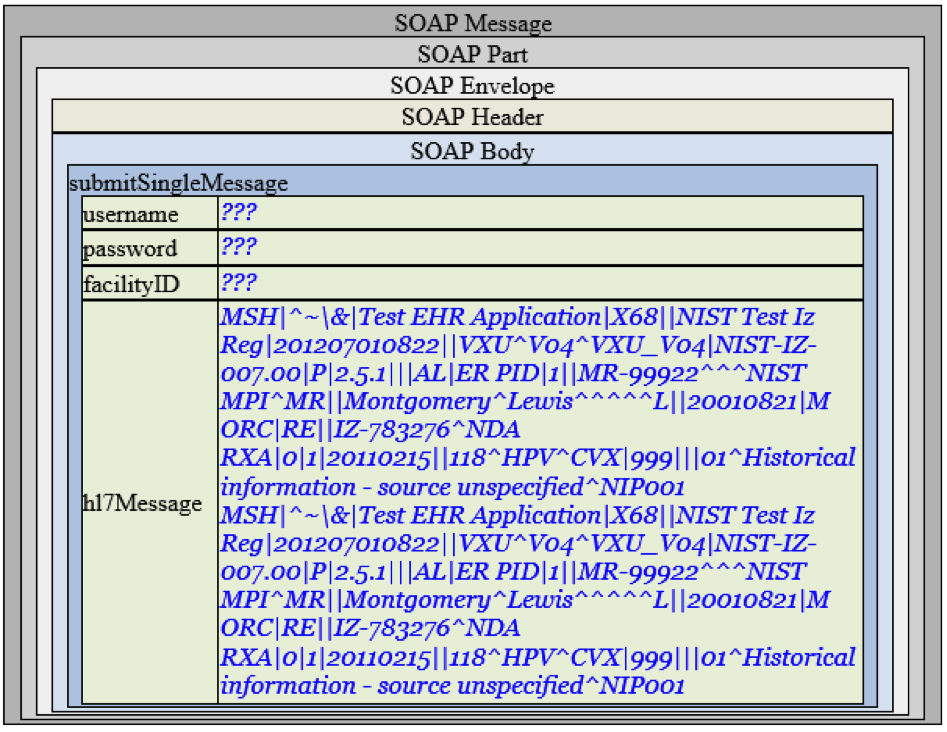 SOAP Message
SOAP Part
SOAP Envelope
SOAP Header
SOAP Body
submitSingleMessage
username ???
password ???
facilityID ???
hl7Message
MSH|^~\&|Test EHR Application|X68||NIST Test Iz
Reg|201207010822||VXU^V04^VXU_V04|NIST-IZ-
007.00|P|2.5.1|||AL|ER PID|1||MR-99922^^^NIST
MPI^MR||Montgomery^Lewis^^^^^L||20010821|M
ORC|RE||IZ-783276^NDA
RXA|0|1|20110215||118^HPV^CVX|999|||01^Historical
information - source unspecified^NIP001
MSH|^~\&|Test EHR Application|X68||NIST Test Iz
Reg|201207010822||VXU^V04^VXU_V04|NIST-IZ-
007.00|P|2.5.1|||AL|ER PID|1||MR-99922^^^NIST
MPI^MR||Montgomery^Lewis^^^^^L||20010821|M
ORC|RE||IZ-783276^NDA
RXA|0|1|20110215||118^HPV^CVX|999|||01^Historical
information - source unspecified^NIP001